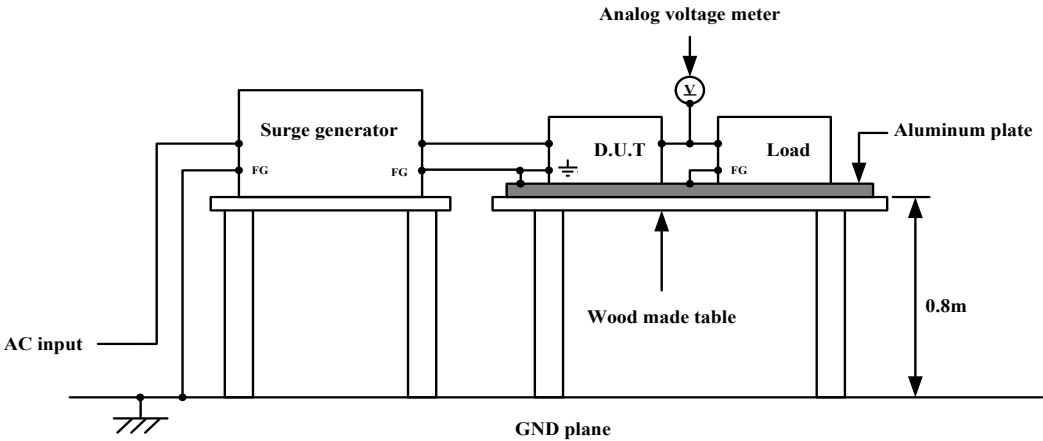 Analog voltage meter
V
Surge generator
D.U.T
Load
Aluminum plate
FG
FG
FG
Wood made table
0.8m
AC input
GND plane